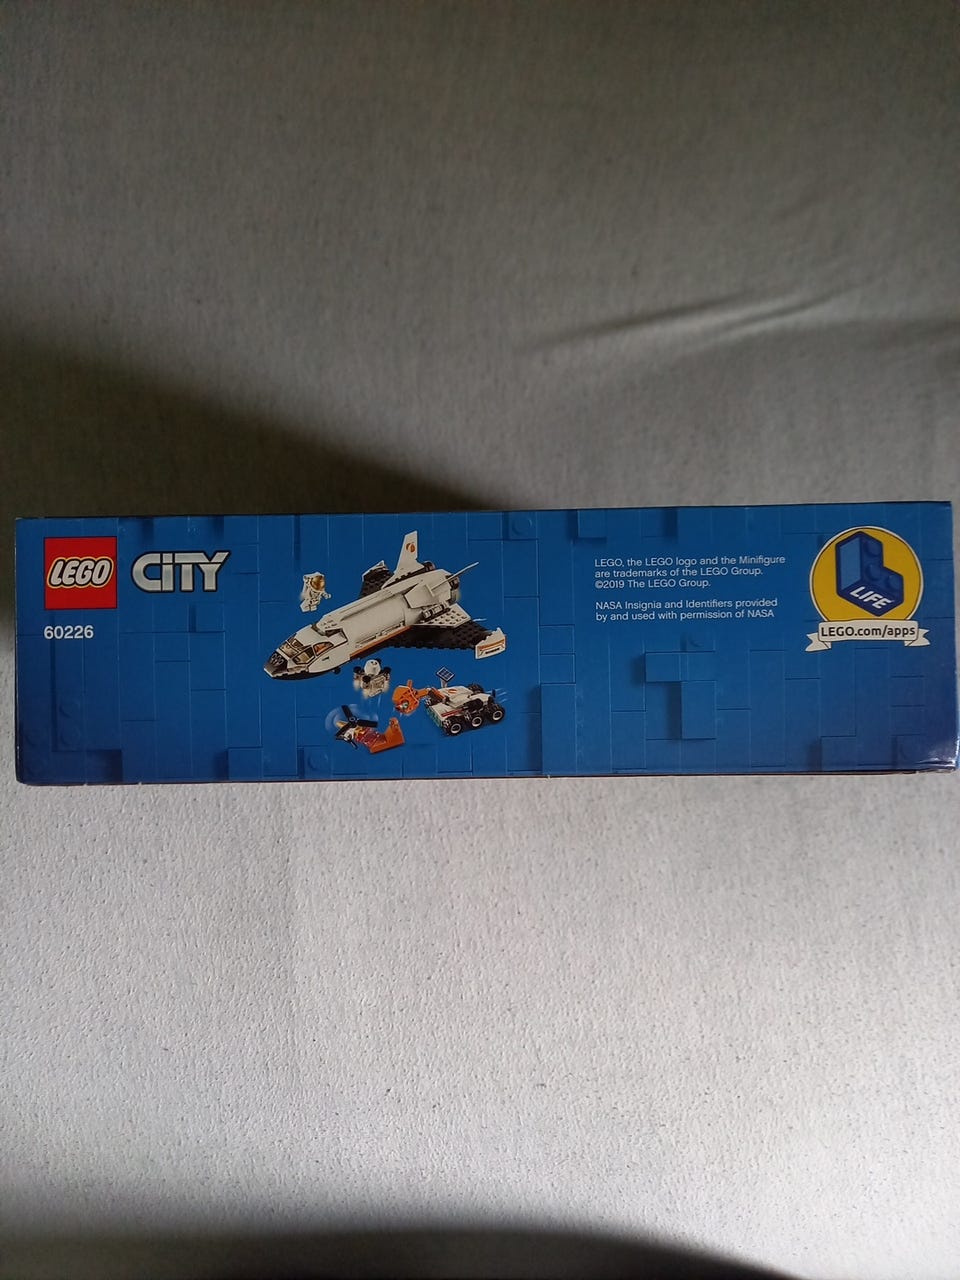 LEGO
CITY
60226
LEGO, the LEGO logo and the Minifigure
are trademarks of the LEGO Group.
©2019 The LEGO Group.
NASA Insignia and Identifiers provided
by and used with permission of NASA
LIFE
LEGO.com/apps